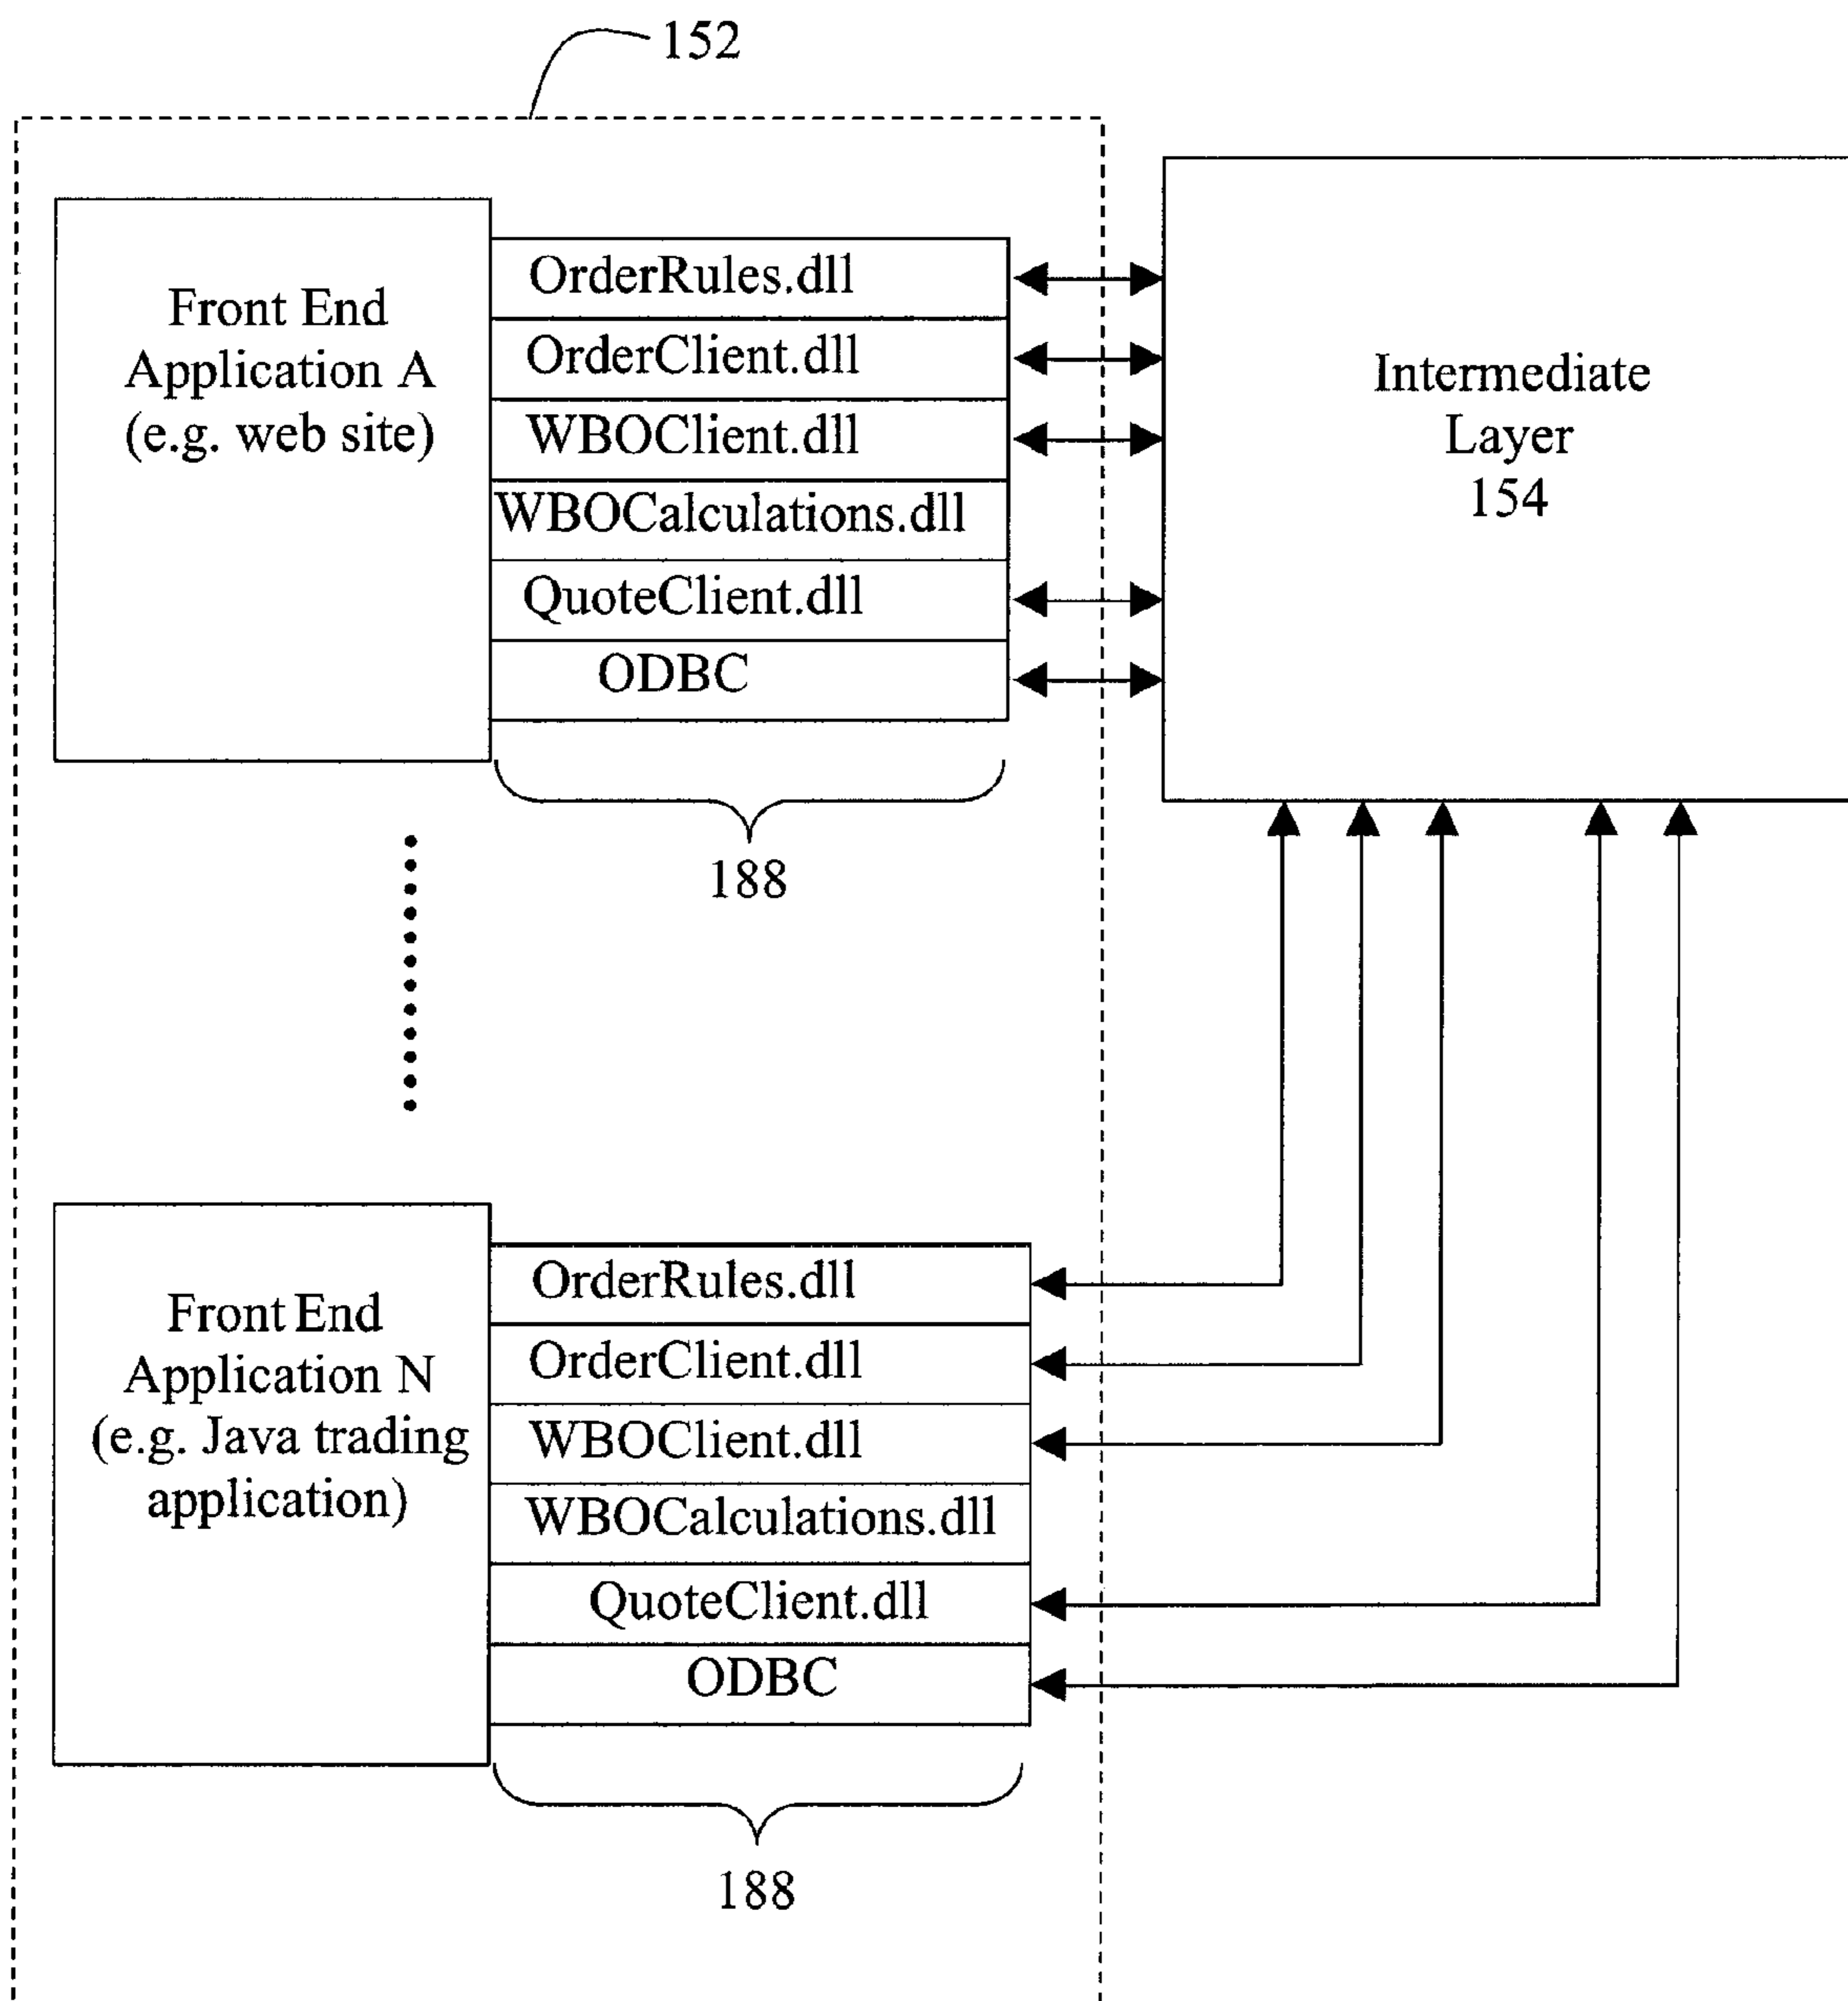 152
Front End
Application A
(e.g. web site)
OrderRules.dll
OrderClient.dll
WBOClient.dll
WBOCalculations.dll
QuoteClient.dll
ODBC
188
Intermediate
Layer
154
Front End
Application N
(e.g. Java trading
application)
OrderRules.dll
OrderClient.dll
WBOClient.dll
WBOCalculations.dll
QuoteClient.dll
ODBC
188